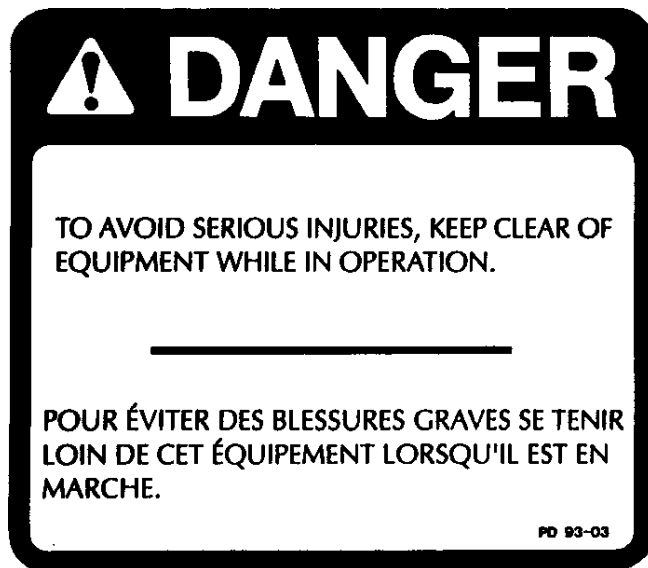 DANGER
TO AVOID SERIOUS INJURIES, KEEP CLEAR OF
EQUIPMENT WHILE IN OPERATION.
POUR ÉVITER DES BLESSURES GRAVES SE TENIR
LOIN DE CET ÉQUIPEMENT LORSQU'IL EST EN
MARCHE.
PD 93-03